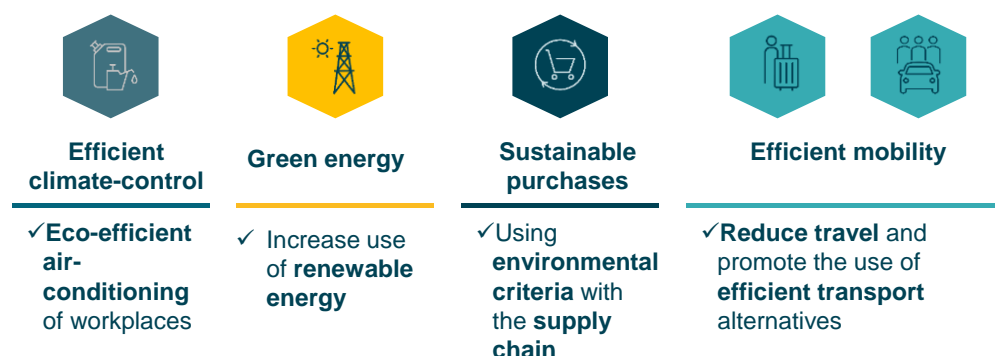 Efficient
climate-control
Green energy
Sustainable
purchases
Efficient mobility
✓Eco-efficient
air-
conditioning
of workplaces
✓ Increase use
of renewable
energy
✓Using
environmental
criteria with
the supply
chain
✓Reduce travel and
promote the use of
efficient transport
alternatives